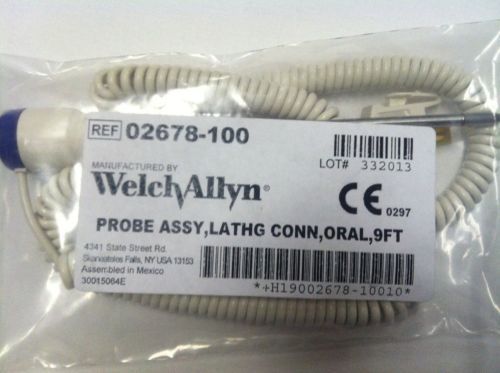 REF 02678-100
LOT# 332013
MANUFACTURED BY
WelchAllyn®
CE 0297
PROBE ASSY,LATHG CONN,ORAL,9FT
4341 State Street Rd.
Skaneateles Falls, NY USA 13153
Assembled in Mexico
30015064E
*+H19002678-10010*